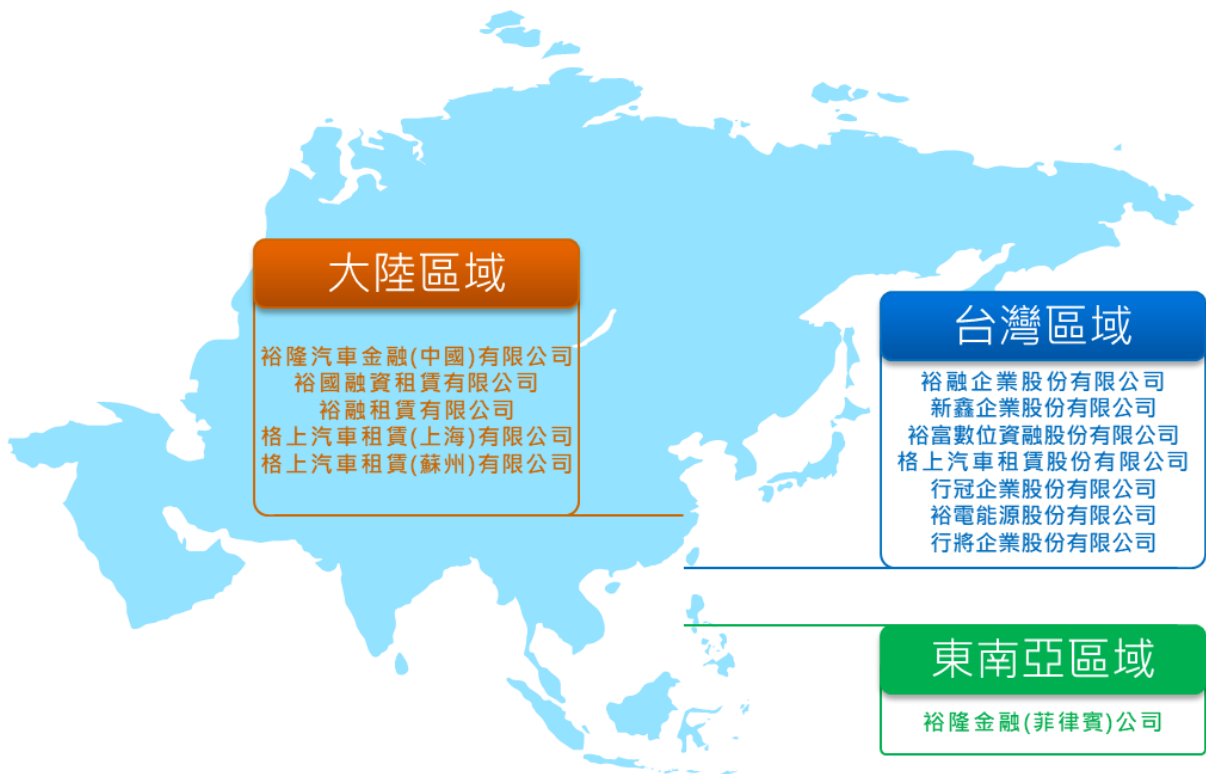 大陸區域
裕隆汽車金融(中國)有限公司
裕國融資租賃有限公司
裕融租賃有限公司
格上汽車租賃(上海)有限公司
格上汽車租賃(蘇州)有限公司
台灣區域
裕融企業股份有限公司
新鑫企業股份有限公司
裕富數位資融股份有限公司
格上汽車租賃股份有限公司
行冠企業股份有限公司
裕電能源股份有限公司
行將企業股份有限公司
東南亞區域
裕隆金融(菲律賓)公司